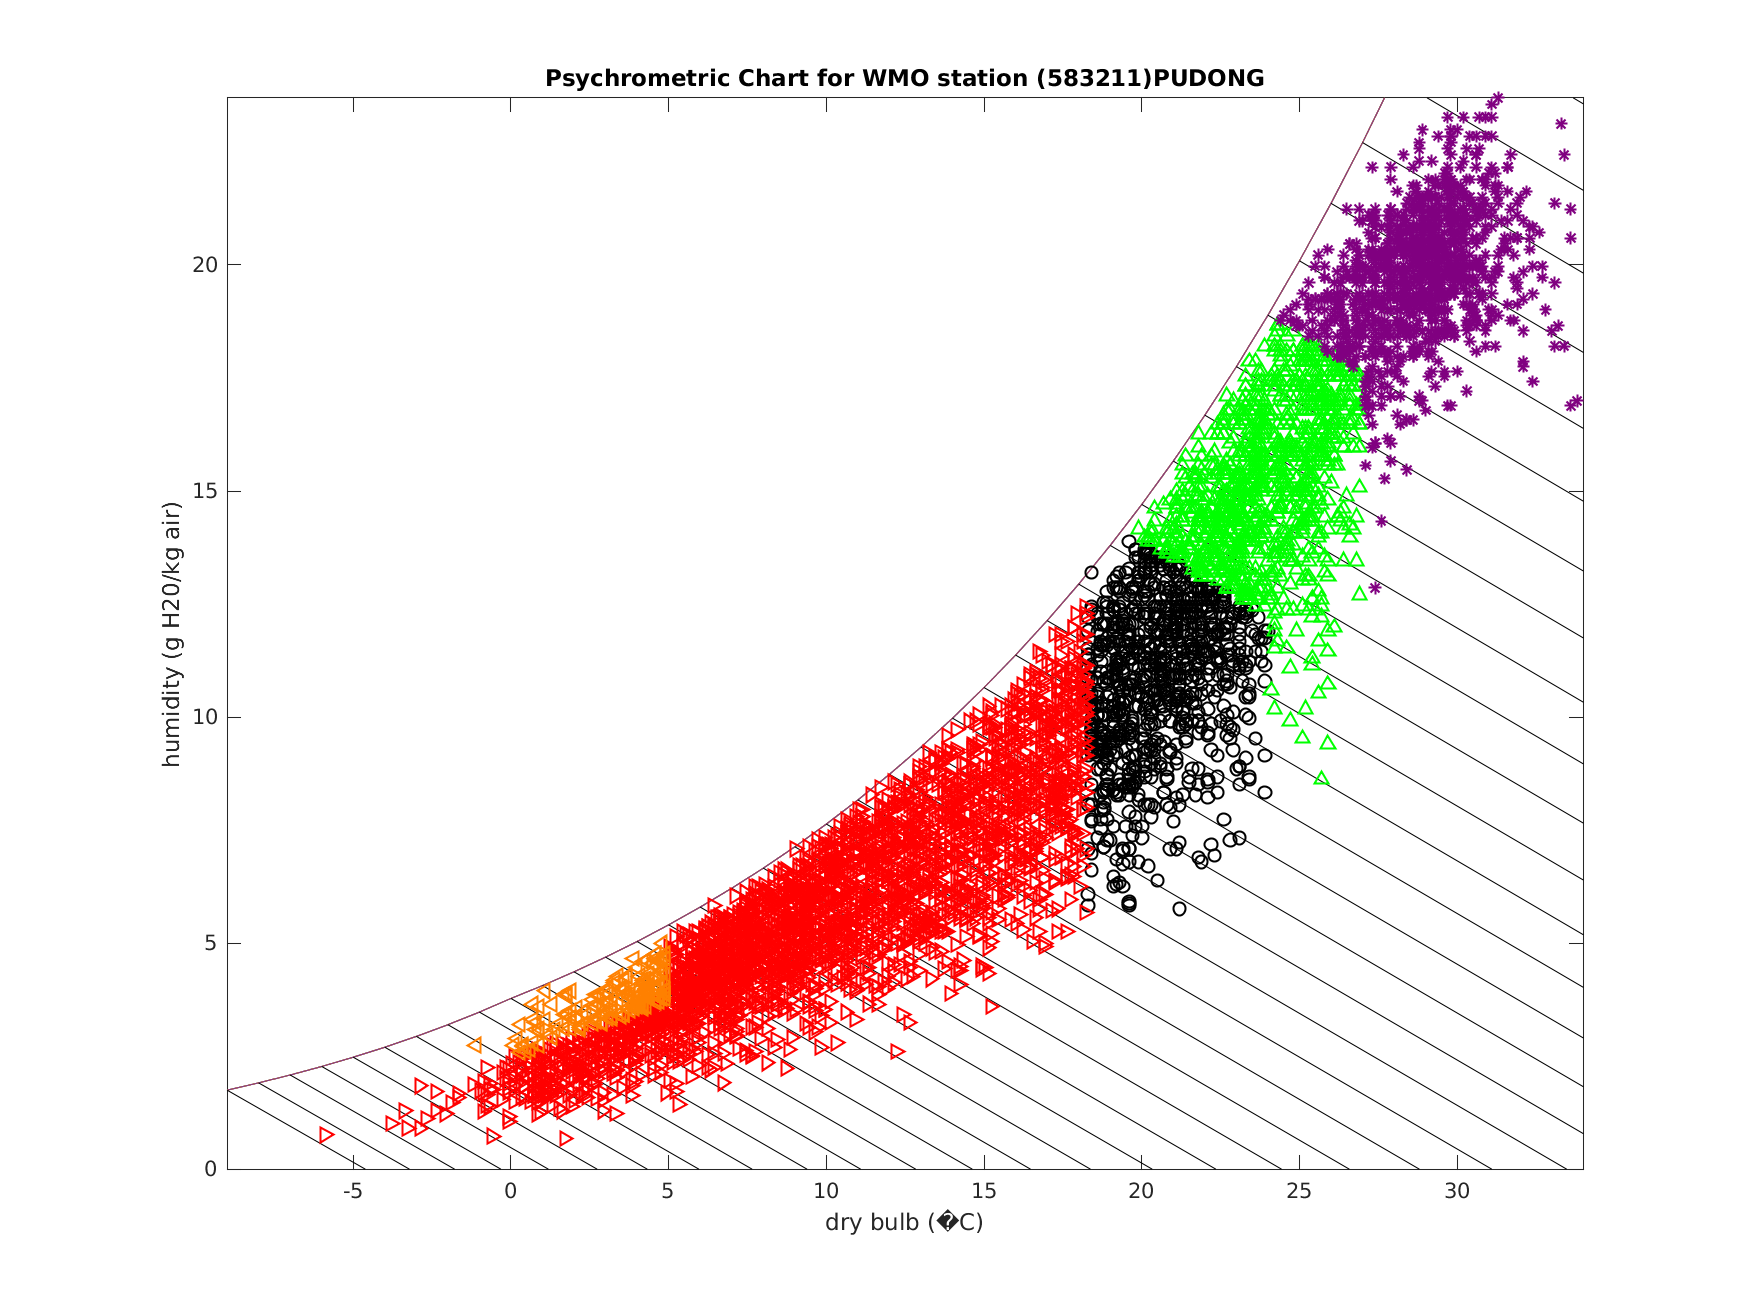 Psychrometric Chart for WMO station (583211)PUDONG
humidity (g H20/kg air)
20
15
10
5
0
-5 0 5 10 15 20 25 30
dry bulb (�C)